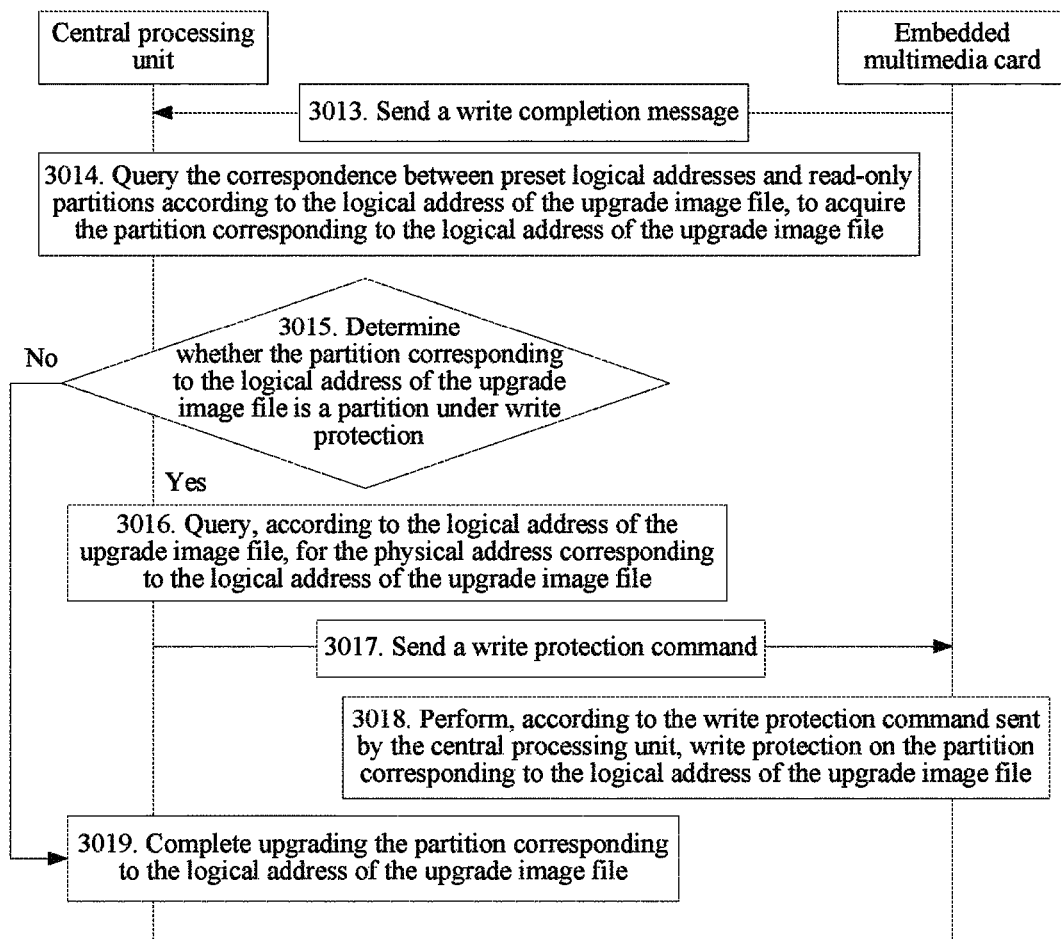 Central processing
unit
Embedded
multimedia card
3013. Send a write completion message
3014. Query the correspondence between preset logical addresses and read-only
partitions according to the logical address of the upgrade image file, to acquire
the partition corresponding to the logical address of the upgrade image file
3015. Determine
whether the partition corresponding
to the logical address of the upgrade
image file is a partition under write
protection
No
Yes
3016. Query, according to the logical address of the
upgrade image file, for the physical address corresponding
to the logical address of the upgrade image file
3017. Send a write protection command
3018. Perform, according to the write protection command sent
by the central processing unit, write protection on the partition
corresponding to the logical address of the upgrade image file
3019. Complete upgrading the partition corresponding
to the logical address of the upgrade image file